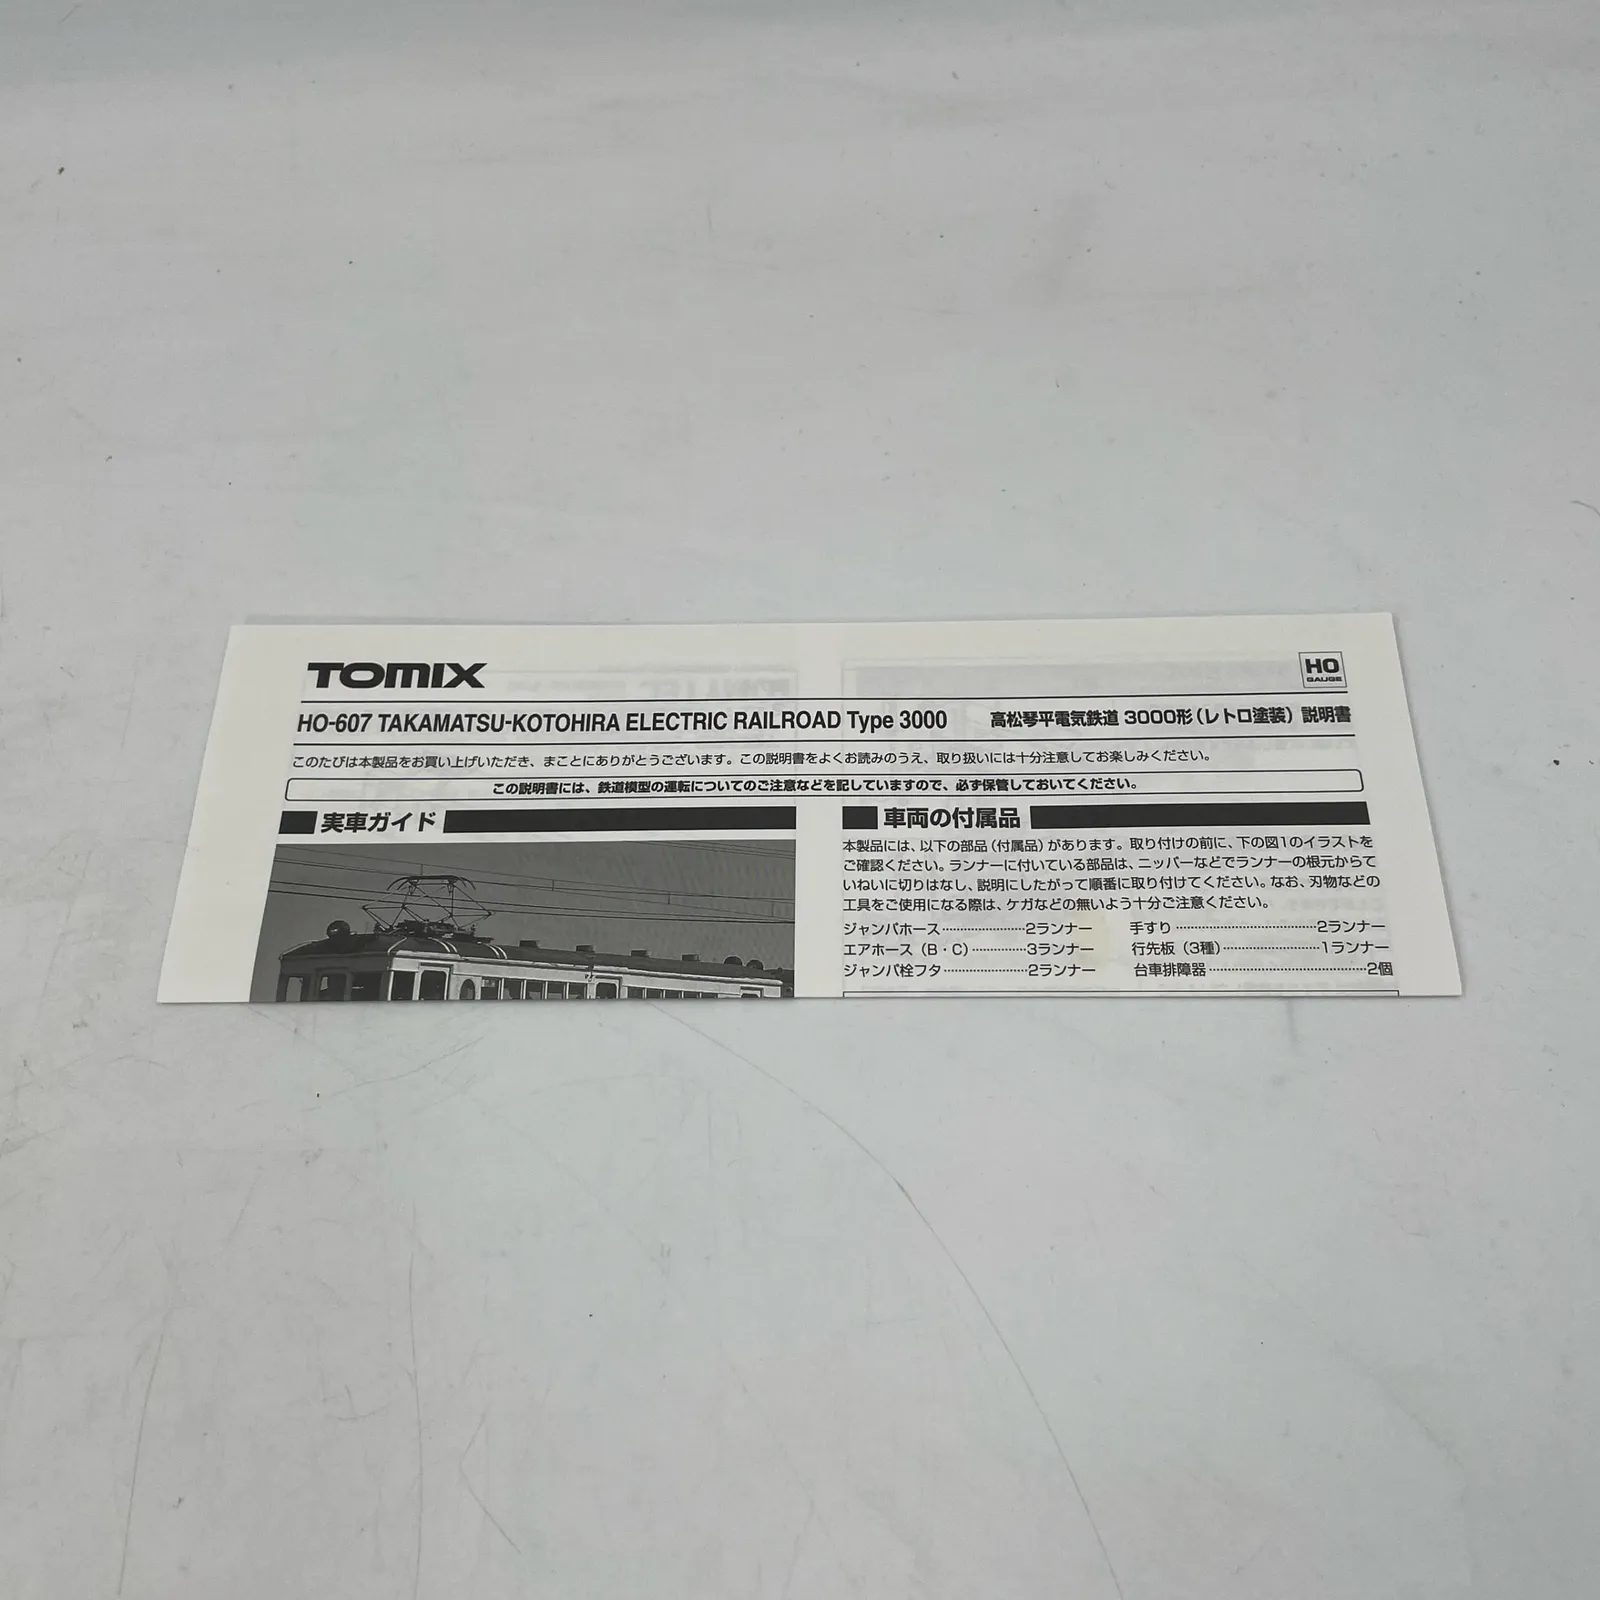 TOMIX
HO
GAUGE
HO-607 TAKAMATSU-KOTOHIRA ELECTRIC RAILROAD Type 3000 高松琴平電気鉄道 3000形（レトロ塗装）説明書
このたびは本製品をお買い上げいただき、まことにありがとうございます。この説明書をよくお読みのうえ、取り扱いには十分注意してお楽しみください。
この説明書には、鉄道模型の運転についてのご注意などを記していますので、必ず保管しておいてください。
実車ガイド
車両の付属品
本製品には、以下の部品（付属品）があります。取り付けの前に、下の図1のイラストを
ご確認ください。ランナーに付いている部品は、ニッパーなどでランナーの根元からて
いねいに切りはなし、説明にしたがって順番に取り付けてください。なお、刃物などの
工具をご使用になる際は、ケガなどの無いよう十分ご注意ください。
ジャンパホース⋯⋯⋯⋯⋯2ランナー 手すり⋯⋯⋯⋯⋯⋯2ランナー
エアホース（B・C）⋯⋯⋯3ランナー 行先板（3種）⋯⋯⋯⋯1ランナー
ジャンパ栓フタ⋯⋯⋯⋯⋯2ランナー 台車排障器⋯⋯⋯⋯⋯⋯2個